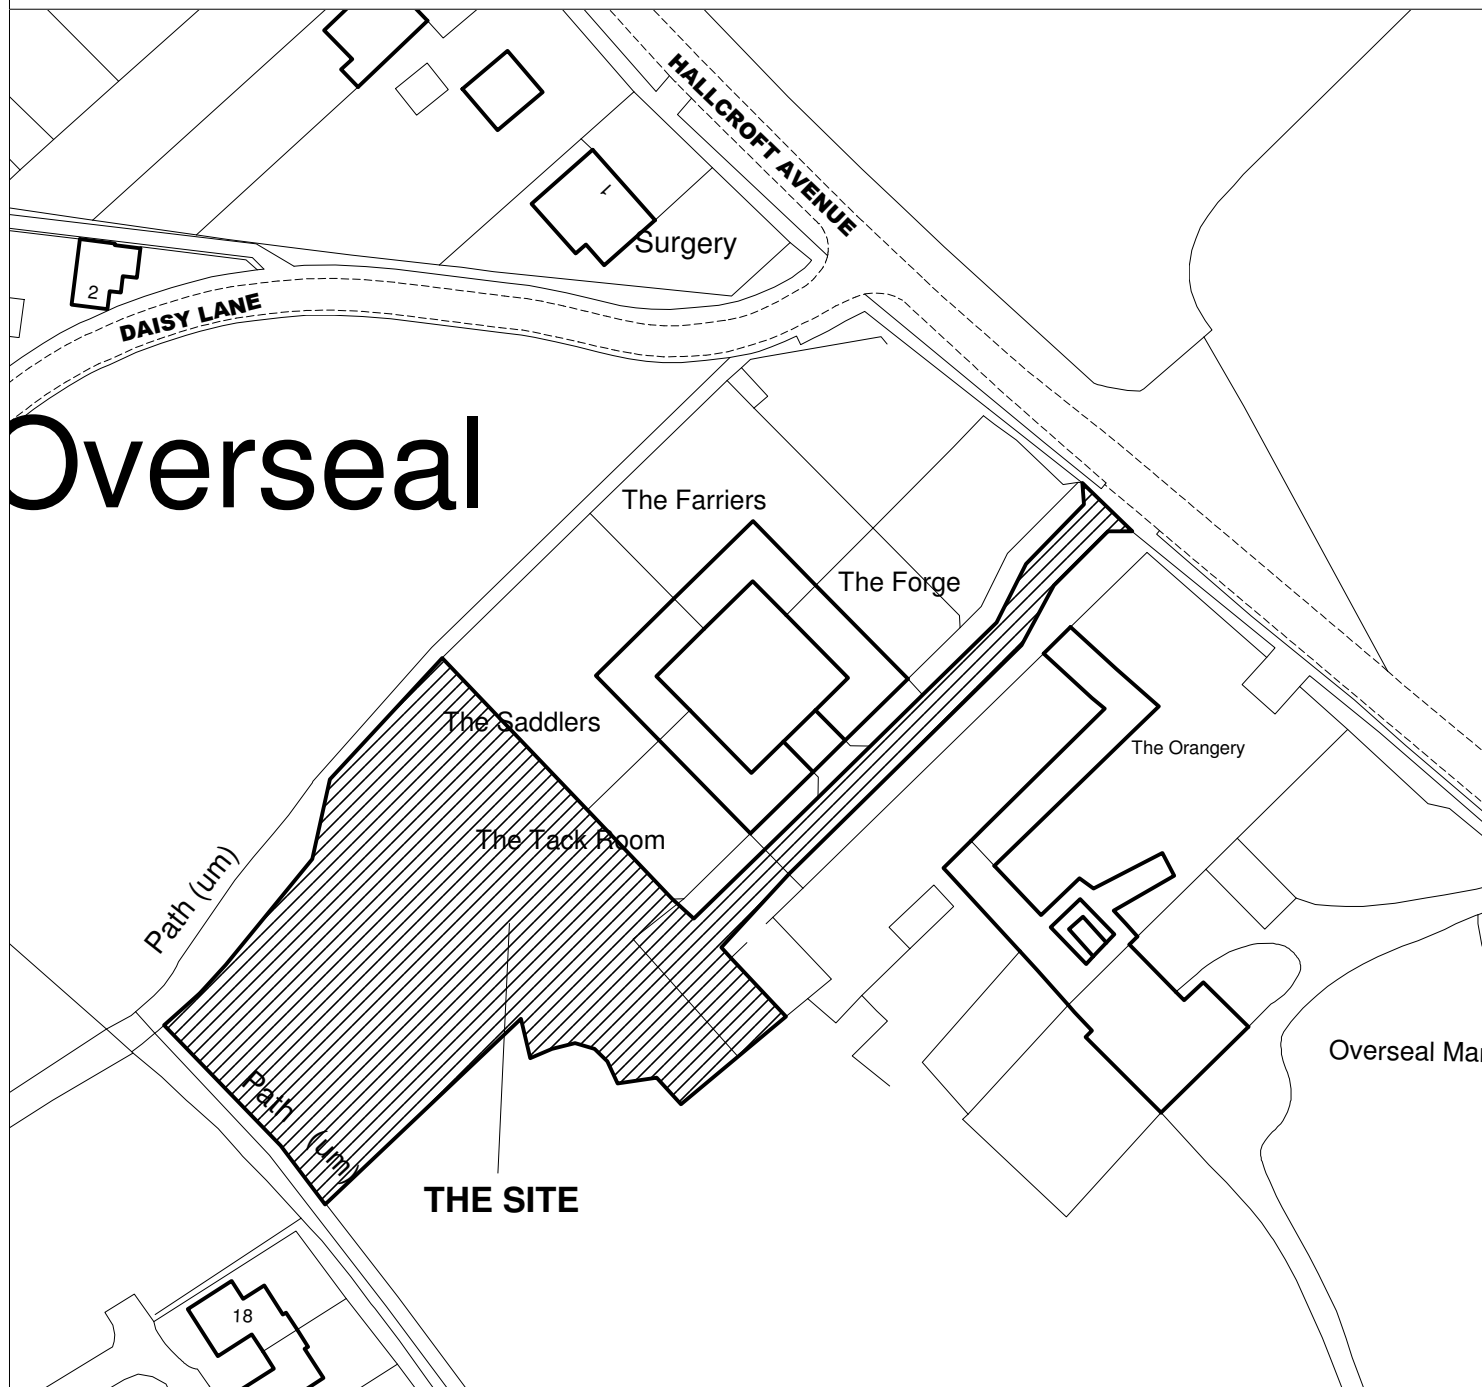 HALLCROFT AVENUE
1
Surgery
2
DAISY LANE
Overseal
The Farriers
The Forge
The Saddlers
The Orangery
The Tack Room
Path (um)
Overseal Ma
Path (um)
THE SITE
18